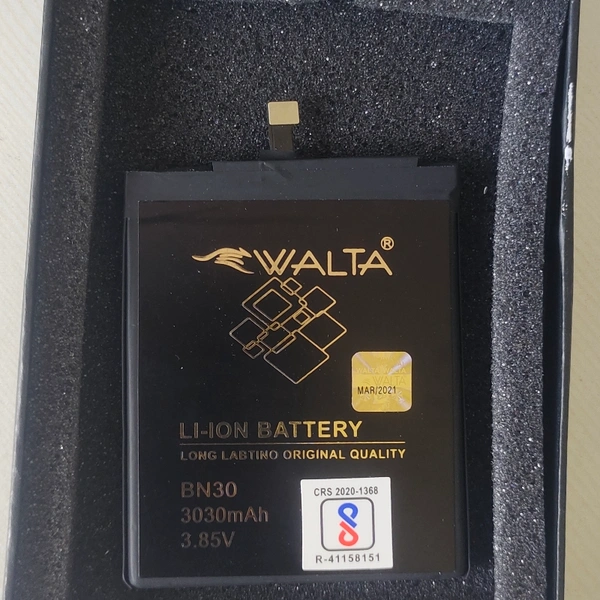 WALTA®
MAR/2021
LI-ION BATTERY
LONG LABTINO ORIGINAL QUALITY
BN30
3030mAh
3.85V
CRS 2020-1368
R-41158151